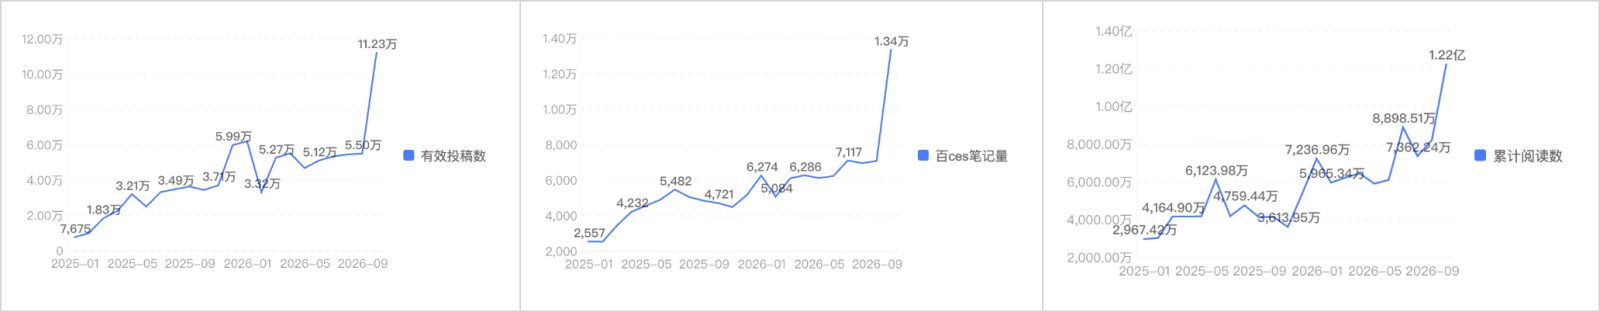 12.00万
10.00万
8.00万
6.00万
4.00万
2.00万
0
11.23万
5.99万
5.27万
5.12万
5.50万
3.21万
3.49万
3.71万
3.32万
1.83万
7,675
2025-01 2025-05 2025-09 2026-01 2026-05 2026-09
有效投稿数
1.40万
1.20万
1.00万
8,000
6,000
4,000
2,000
1.34万
7,117
6,274
6,286
5,084
5,482
4,721
4,232
2,557
2025-01 2025-05 2025-09 2026-01 2026-05 2026-09
百ces笔记量
1.40亿
1.20亿
1.00亿
8,000.00万
6,000.00万
4,000.00万
2,000.00万
1.22亿
8,898.51万
7,362.24万
7,236.96万
5,965.34万
6,123.98万
4,759.44万
4,164.90万
3,613.95万
2,967.42万
2025-01 2025-05 2025-09 2026-01 2026-05 2026-09
累计阅读数